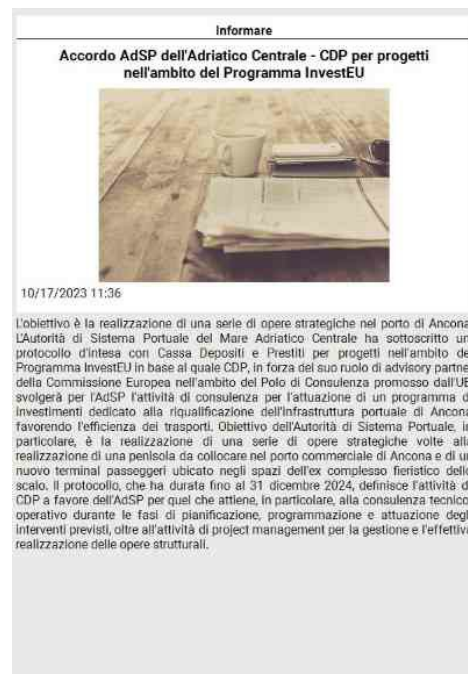 Informare
Accordo AdSP dell'Adriatico Centrale - CDP per progetti
nell'ambito del Programma InvestEU
10/17/2023 11:36
L'obiettivo è la realizzazione di una serie di opere strategiche nel porto di Ancona
L'Autorità di Sistema Portuale del Mare Adriatico Centrale ha sottoscritto un
protocollo d'intesa con Cassa Depositi e Prestiti per progetti nell'ambito de
Programma InvestEU in base al quale CDP, in forza del suo ruolo di advisory partne
della Commissione Europea nell'ambito del Polo di Consulenza promosso dall'UE
svolgerà per l'AdSP l'attività di consulenza per l'attuazione di un programma d
investimenti dedicato alla riqualificazione dell'infrastruttura portuale di Ancona
favorendo l'efficienza dei trasporti. Obiettivo dell'Autorità di Sistema Portuale, in
particolare, è la realizzazione di una serie di opere strategiche volte alla
realizzazione di una penisola da collocare nel porto commerciale di Ancona e di un
nuovo terminal passeggeri ubicato negli spazi dell'ex complesso fieristico dello
scalo. Il protocollo, che ha durata fino al 31 dicembre 2024, definisce l'attività d
CDP a favore dell'AdSP per quel che attiene, in particolare, alla consulenza tecnico
operativo durante le fasi di pianificazione, programmazione e attuazione degl
interventi previsti, oltre all'attività di project management per la gestione e l'effettiva
realizzazione delle opere strutturali.